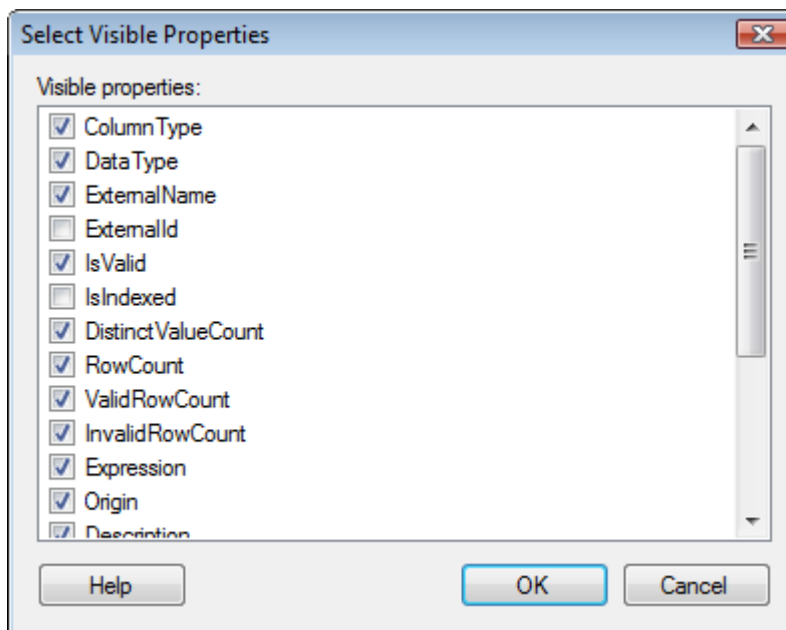 Select Visible Properties
Visible properties:
ColumnType
DataType
ExternalName
ExternalId
IsValid
IsIndexed
DistinctValueCount
RowCount
ValidRowCount
InvalidRowCount
Expression
Origin
Description
Help OK Cancel